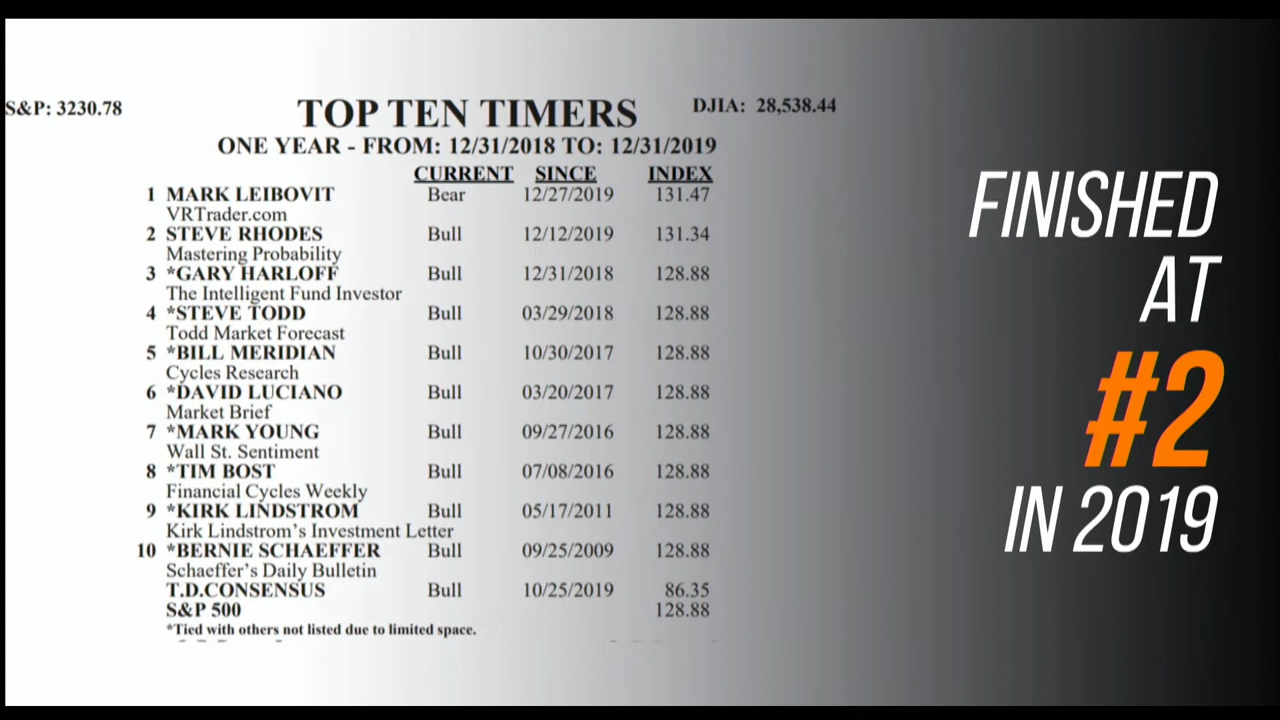 S&P: 3230.78 TOP TEN TIMERS DJIA: 28,538.44
ONE YEAR - FROM: 12/31/2018 TO: 12/31/2019
CURRENT SINCE INDEX
1 MARK LEIBOVIT Bear 12/27/2019 131.47
VRTrader.com
2 STEVE RHODES Bull 12/12/2019 131.34
Mastering Probability
3 *GARY HARLOFF Bull 12/31/2018 128.88
The Intelligent Fund Investor
4 *STEVE TODD Bull 03/29/2018 128.88
Todd Market Forecast
5 *BILL MERIDIAN Bull 10/30/2017 128.88
Cycles Research
6 *DAVID LUCIANO Bull 03/20/2017 128.88
Market Brief
7 *MARK YOUNG Bull 09/27/2016 128.88
Wall St. Sentiment
8 *TIM BOST Bull 07/08/2016 128.88
Financial Cycles Weekly
9 *KIRK LINDSTROM Bull 05/17/2011 128.88
Kirk Lindstrom's Investment Letter
10 *BERNIE SCHAEFFER Bull 09/25/2009 128.88
Schaeffer's Daily Bulletin
T.D.CONSENSUS Bull 10/25/2019 86.35
S&P 500 128.88
*Tied with others not listed due to limited space.
FINISHED
AT
#2
IN 2019